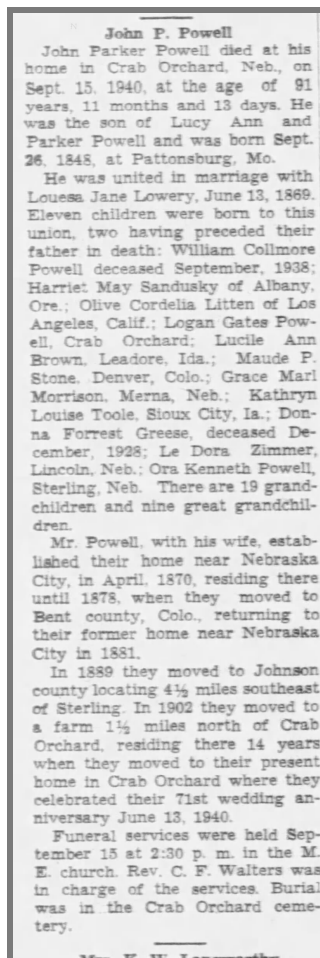 John P. Powell
John Parker Powell died at his
home in Crab Orchard, Neb., on
Sept. 15, 1940, at the age of 91
years, 11 months and 13 days. He
was the son of Lucy Ann and
Parker Powell and was born Sept.
26, 1848, at Pattonsburg, Mo.
He was united in marriage with
Louesa Jane Lowery, June 13, 1869.
Eleven children were born to this
union, two having preceded their
father in death: William Collmore
Powell deceased September, 1938;
Harriet May Sandusky of Albany,
Ore.; Olive Cordelia Litten of Los
Angeles, Calif.; Logan Gates Pow-
ell, Crab Orchard; Lucile Ann
Brown, Leadore, Ida.; Maude P.
Stone, Denver, Colo.; Grace Marl
Morrison, Merna, Neb.; Kathryn
Louise Toole, Sioux City, Ia.; Don-
na Forrest Greese, deceased De-
cember, 1928; Le Dora Zimmer,
Lincoln, Neb.; Ora Kenneth Powell,
Sterling, Neb. There are 19 grand-
children and nine great grandchil-
dren.
Mr. Powell, with his wife, estab-
lished their home near Nebraska
City, in April, 1870, residing there
until 1878, when they moved to
Bent county, Colo., returning to
their former home near Nebraska
City in 1881.
In 1889 they moved to Johnson
county locating 4½ miles southeast
of Sterling. In 1902 they moved to
a farm 1½ miles north of Crab
Orchard, residing there 14 years
when they moved to their present
home in Crab Orchard where they
celebrated their 71st wedding an-
niversary June 13, 1940.
Funeral services were held Sep-
tember 15 at 2:30 p. m. in the M.
E. church. Rev. C. F. Walters was
in charge of the services. Burial
was in the Crab Orchard ceme-
tery.